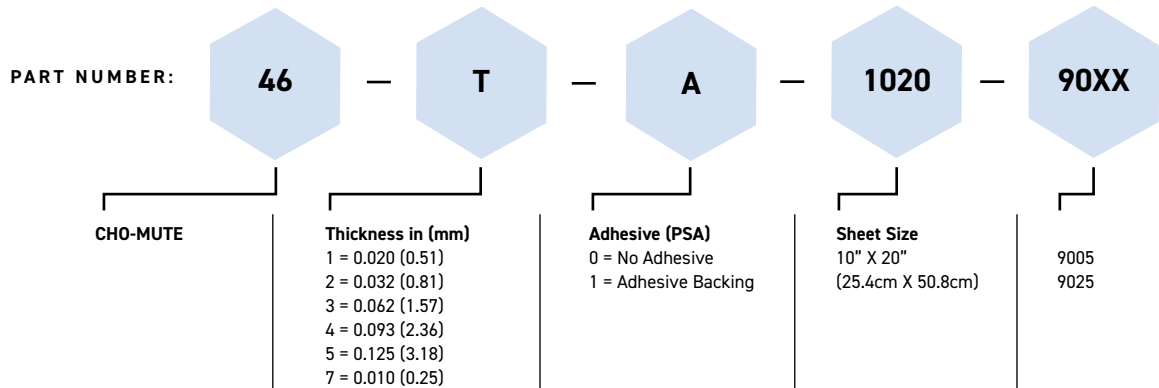 PART NUMBER: 46 — T — A — 1020 — 90XX
CHO-MUTE
Thickness in (mm)
1 = 0.020 (0.51)
2 = 0.032 (0.81)
3 = 0.062 (1.57)
4 = 0.093 (2.36)
5 = 0.125 (3.18)
7 = 0.010 (0.25)
Adhesive (PSA)
0 = No Adhesive
1 = Adhesive Backing
Sheet Size
10” X 20”
(25.4cm X 50.8cm)
9005
9025